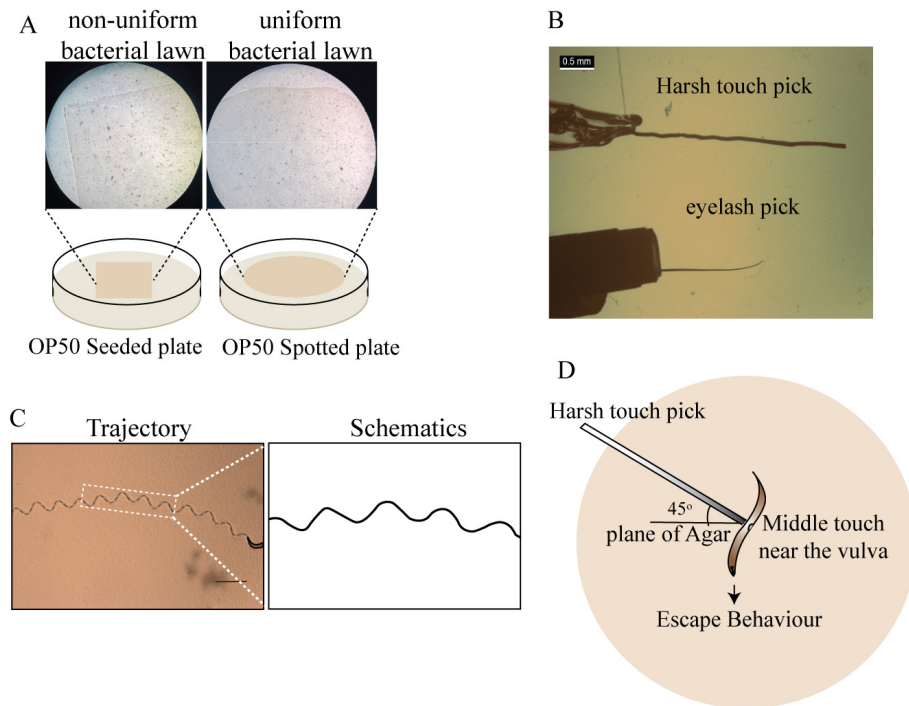 A
non-uniform
bacterial lawn
uniform
bacterial lawn
OP50 Seeded plate
OP50 Spotted plate
B
0.5 mm
Harsh touch pick
eyelash pick
C
Trajectory
Schematics
D
Harsh touch pick
45°
plane of Agar
Middle touch
near the vulva
Escape Behaviour